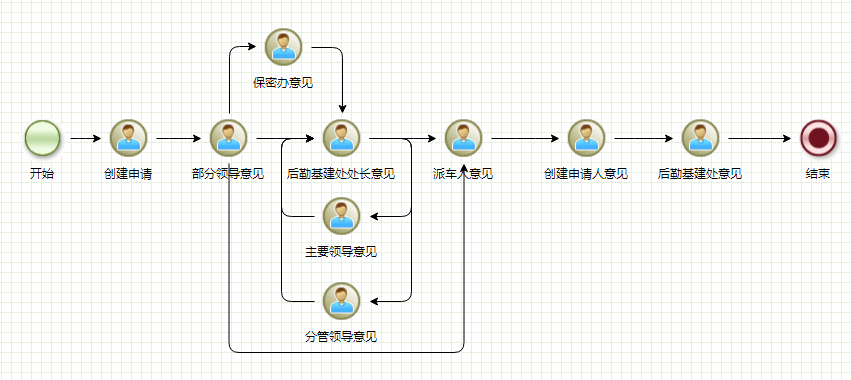 保密办意见
开始
创建申请
部分领导意见
后勤基建处处长意见
派车人意见
创建申请人意见
后勤基建处意见
结束
主要领导意见
分管领导意见